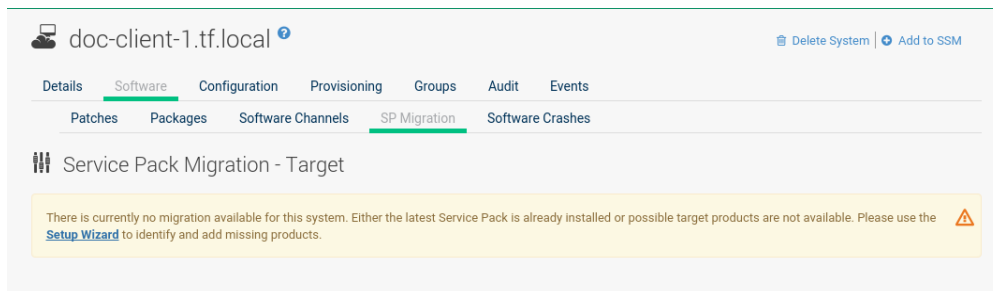 doc-client-1.tf.local ?
Delete System | Add to SSM
Details Software Configuration Provisioning Groups Audit Events
Patches Packages Software Channels SP Migration Software Crashes
Service Pack Migration - Target
There is currently no migration available for this system. Either the latest Service Pack is already installed or possible target products are not available. Please use the
Setup Wizard to identify and add missing products.